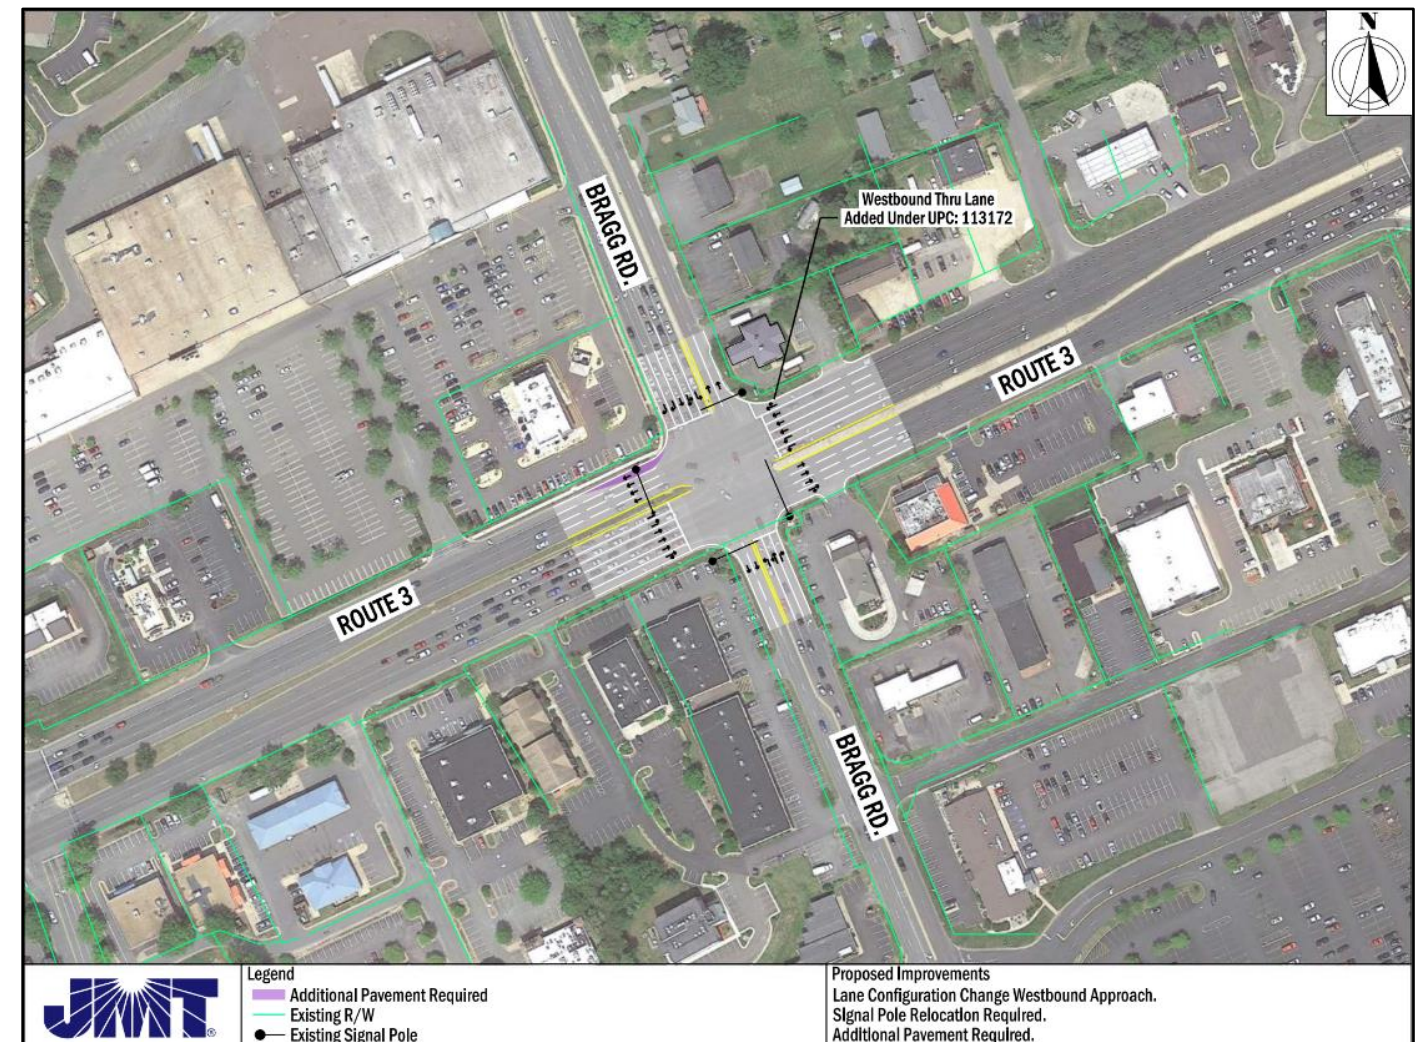 N
BRAGG RD.
Westbound Thru Lane
Added Under UPC: 113172
ROUTE 3
ROUTE 3
BRAGG RD.
JMT®
Legend
Additional Pavement Required
Existing R/W
Existing Signal Pole
Proposed Improvements
Lane Configuration Change Westbound Approach.
Signal Pole Relocation Required.
Additional Pavement Required.